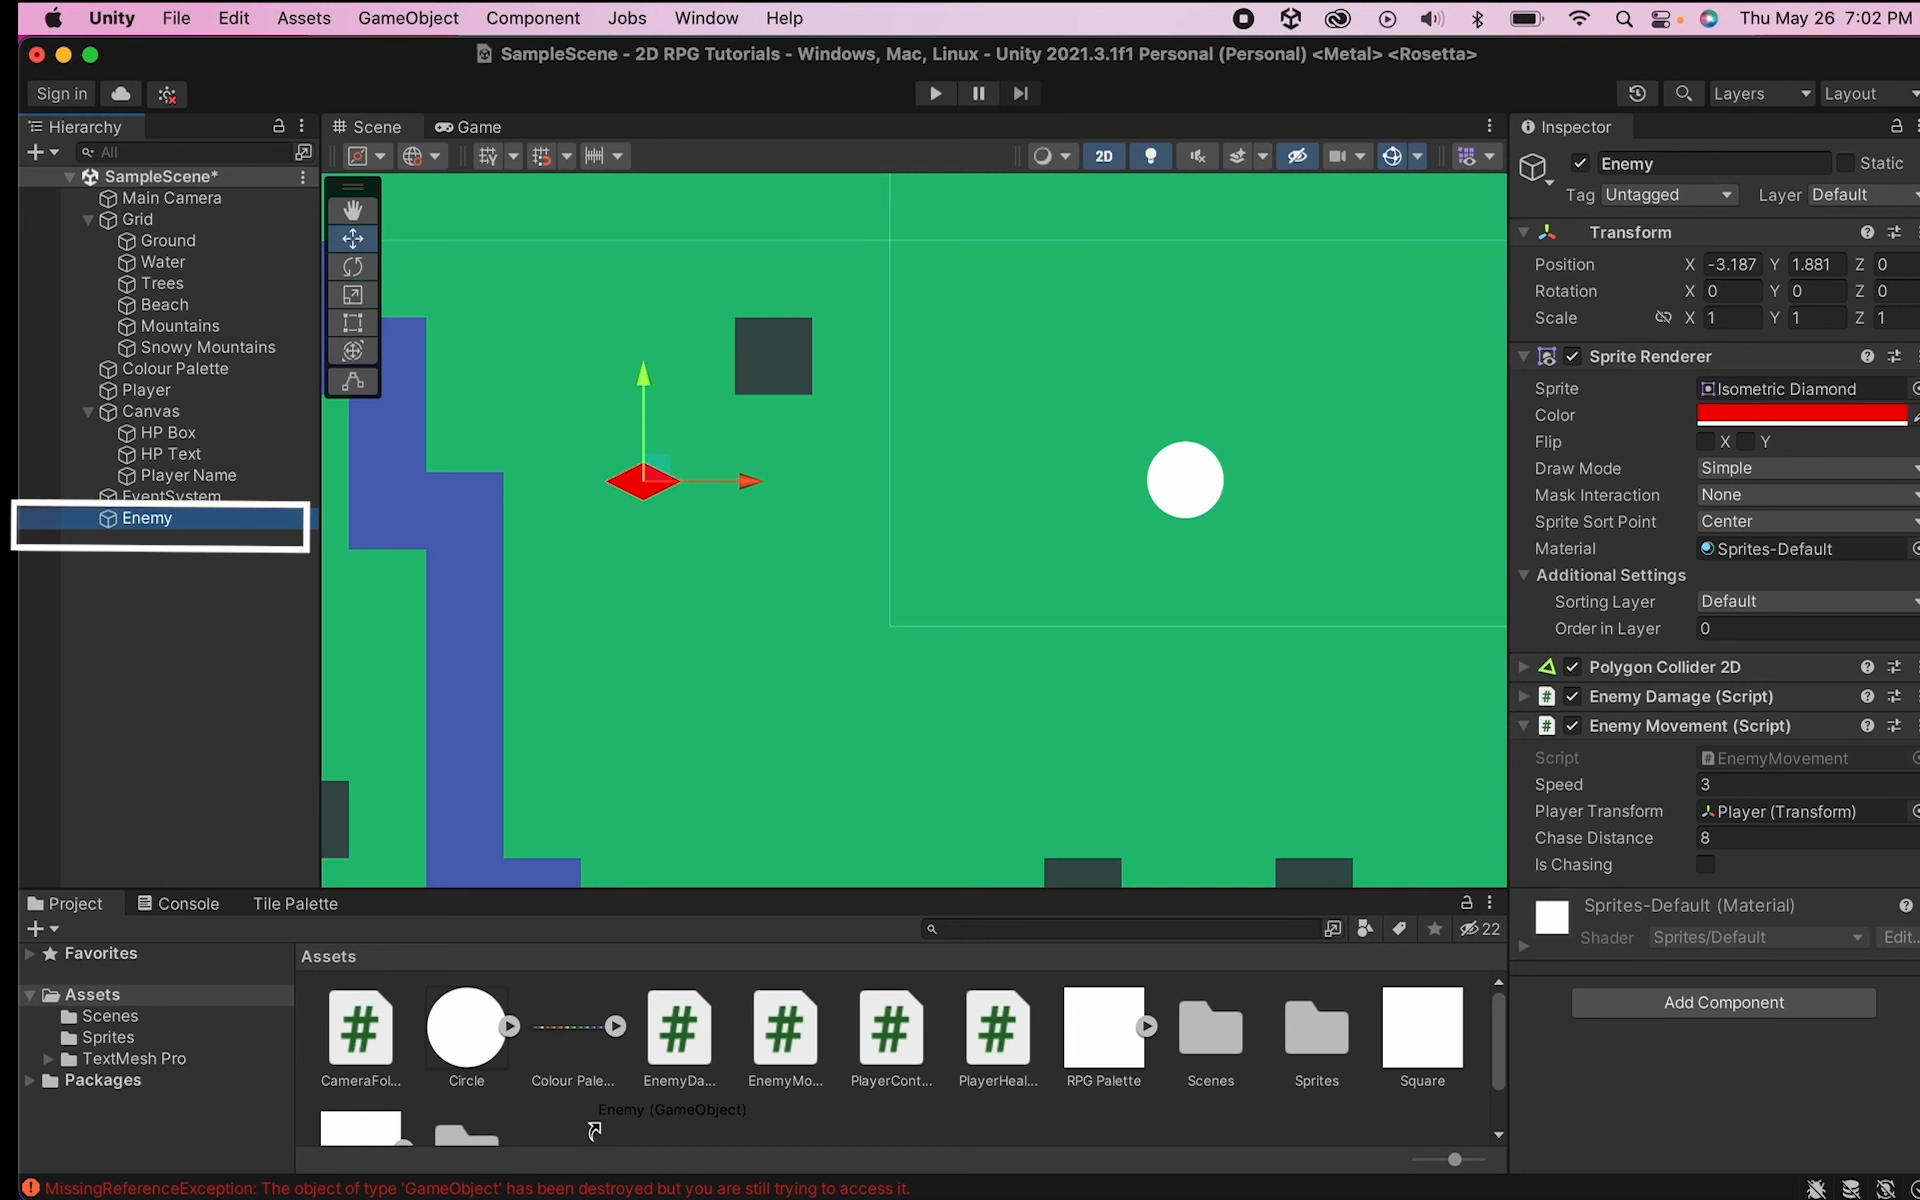 Unity File Edit Assets GameObject Component Jobs Window Help Thu May 26 7:02 PM
SampleScene - 2D RPG Tutorials - Windows, Mac, Linux - Unity 2021.3.1f1 Personal (Personal) <Metal> <Rosetta>
Sign in Layers Layout
Hierarchy
All
SampleScene*
Main Camera
Grid
Ground
Water
Trees
Beach
Mountains
Snowy Mountains
Colour Palette
Player
Canvas
HP Box
HP Text
Player Name
EventSystem
Enemy
Scene Game
2D
Inspector
Enemy Static
Tag Untagged Layer Default
Transform
Position X -3.187 Y 1.881 Z 0
Rotation X 0 Y 0 Z 0
Scale X 1 Y 1 Z 1
Sprite Renderer
Sprite Isometric Diamond
Color
Flip X Y
Draw Mode Simple
Mask Interaction None
Sprite Sort Point Center
Material Sprites-Default
Additional Settings
Sorting Layer Default
Order in Layer 0
Polygon Collider 2D
Enemy Damage (Script)
Enemy Movement (Script)
Script EnemyMovement
Speed 3
Player Transform Player (Transform)
Chase Distance 8
Is Chasing
Sprites-Default (Material)
Shader Sprites/Default Edit...
Add Component
Project Console Tile Palette
22
Favorites
Assets
Scenes
Sprites
TextMesh Pro
Packages
Assets
CameraFol... Circle Colour Pale... EnemyDa... EnemyMo... PlayerCont... PlayerHeal... RPG Palette Scenes Sprites Square
Enemy (GameObject)
MissingReferenceException: The object of type 'GameObject' has been destroyed but you are still trying to access it.